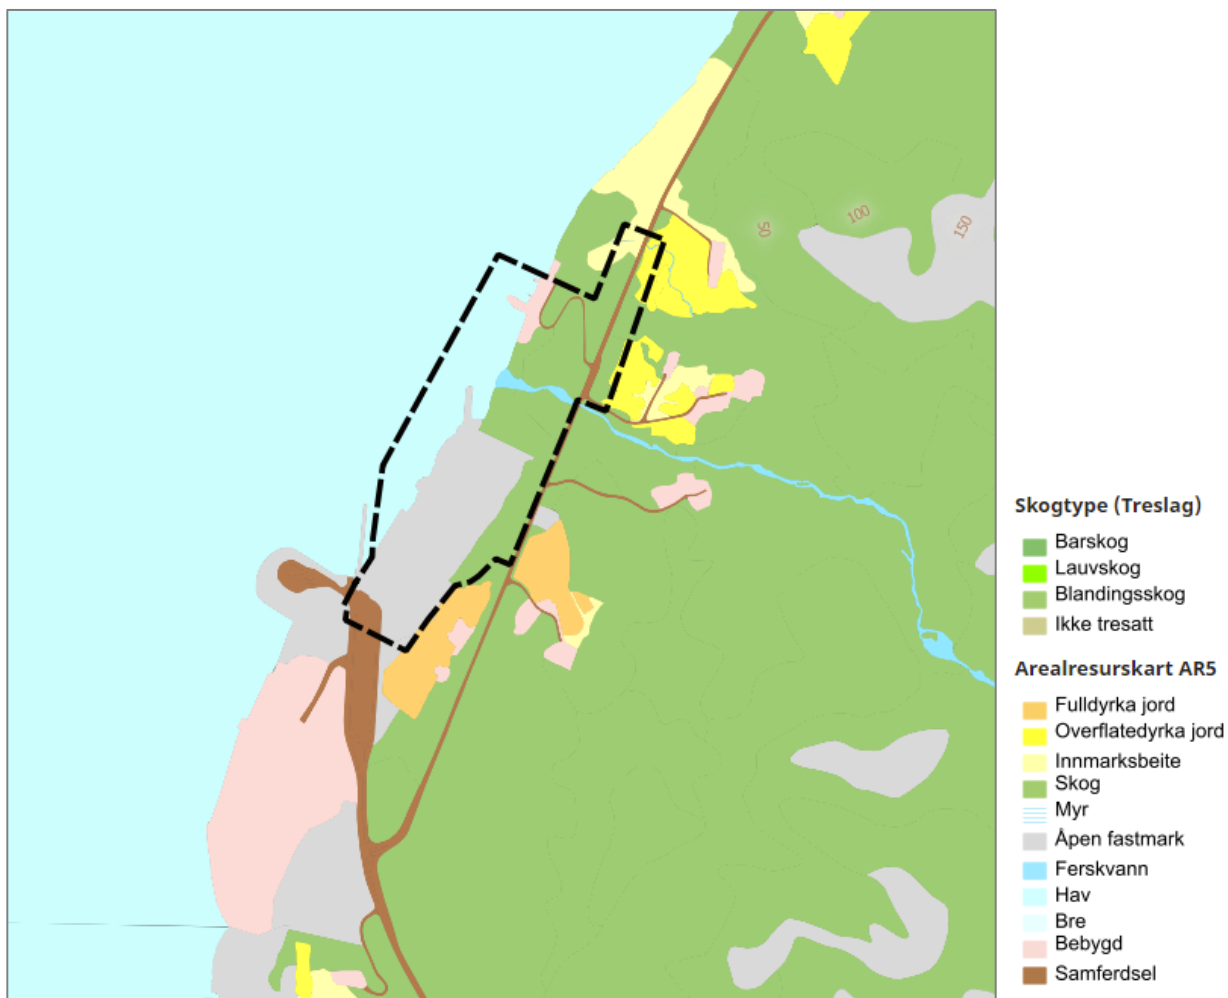 50
100
150
Skogtype (Treslag)
Barskog
Lauvskog
Blandingsskog
Ikke tresatt
Arealresurskart AR5
Fulldyrka jord
Overflatedyrka jord
Innmarksbeite
Skog
Myr
Åpen fastmark
Ferskvann
Hav
Bre
Bebygd
Samferdsel